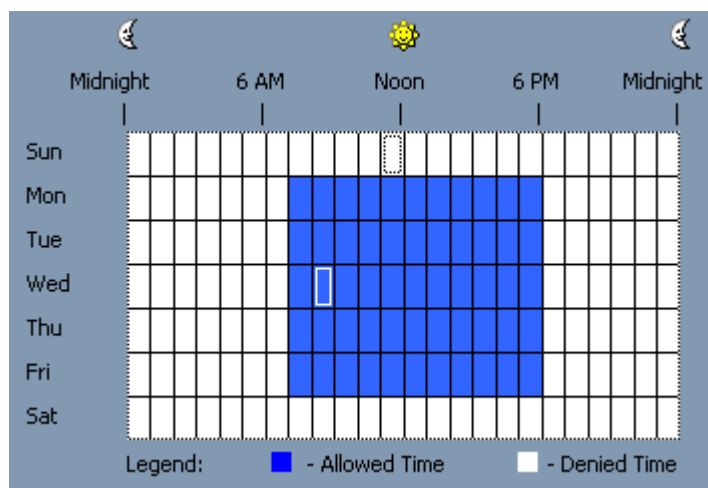 Midnight 6 AM Noon 6 PM Midnight
Sun
Mon
Tue
Wed
Thu
Fri
Sat
Legend: - Allowed Time - Denied Time